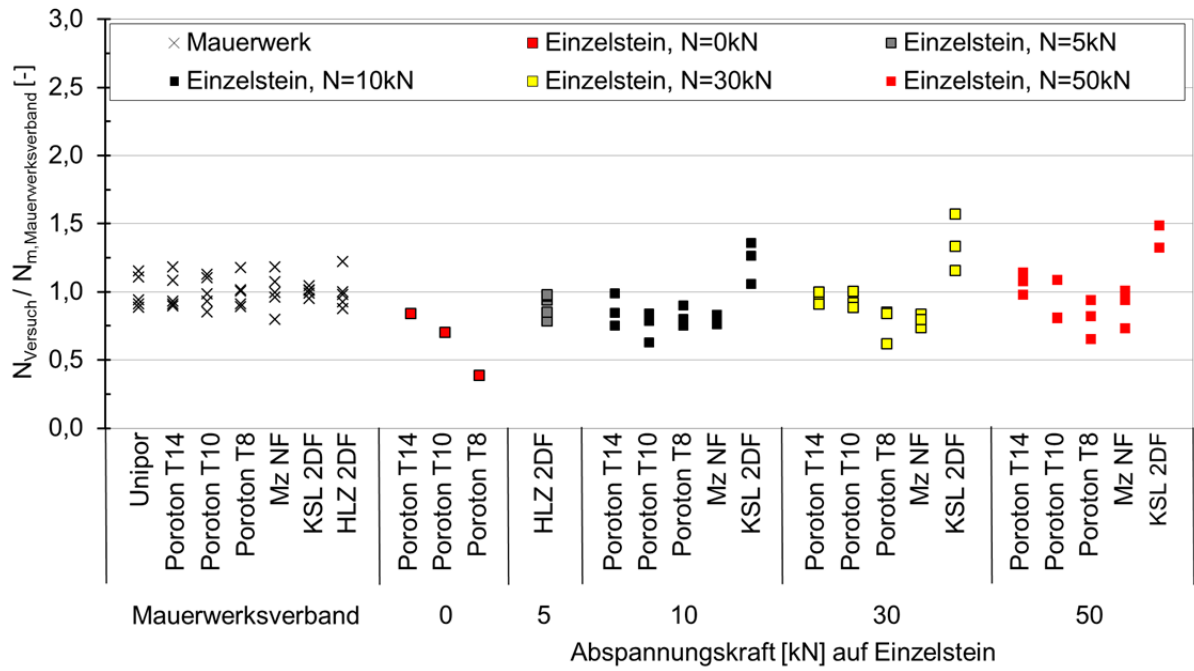 3,0
2,5
2,0
1,5
1,0
0,5
0,0
N_Versuch / N_m,Mauerwerksverband [-]
Mauerwerk
Einzelstein, N=0kN
Einzelstein, N=5kN
Einzelstein, N=10kN
Einzelstein, N=30kN
Einzelstein, N=50kN
Unipor
Poroton T14
Poroton T10
Poroton T8
Mz NF
KSL 2DF
HLZ 2DF
Poroton T14
Poroton T10
Poroton T8
HLZ 2DF
Poroton T14
Poroton T10
Poroton T8
Mz NF
KSL 2DF
Poroton T14
Poroton T10
Poroton T8
Mz NF
KSL 2DF
Poroton T14
Poroton T10
Poroton T8
Mz NF
KSL 2DF
Mauerwerksverband
0
5
10
30
50
Abspannungskraft [kN] auf Einzelstein